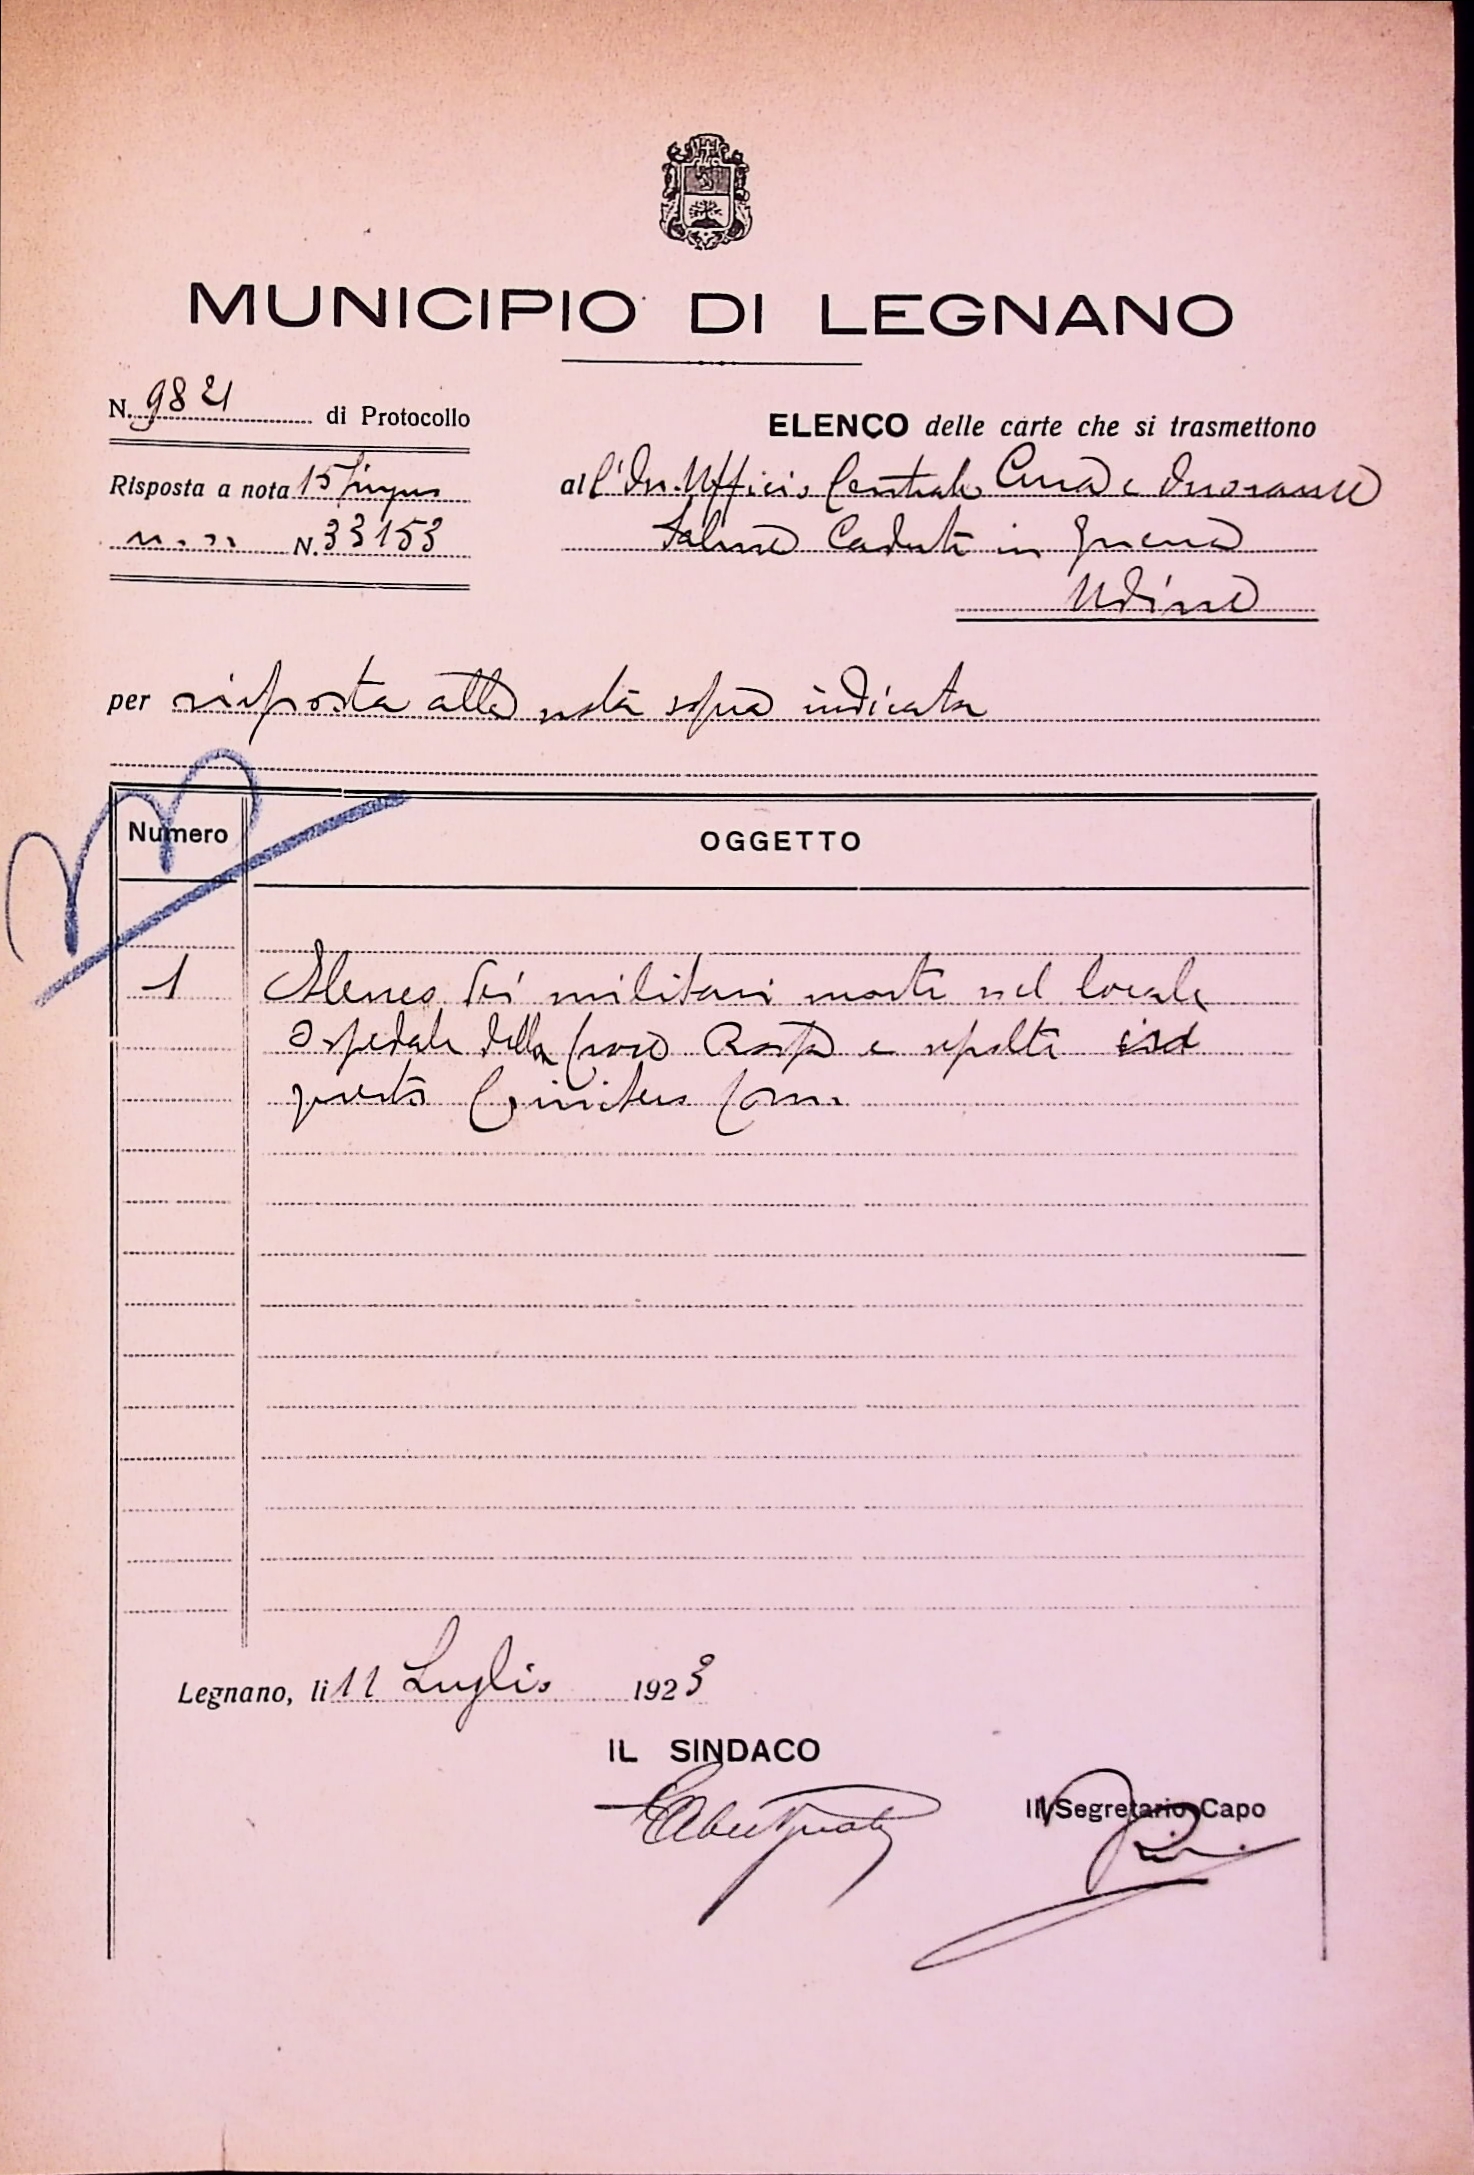 MUNICIPIO DI LEGNANO
N. 9821 di Protocollo
ELENCO delle carte che si trasmettono
Risposta a nota 15 giugno
all'On. Ufficio Centrale Cura e Onoranze
N. 33153
Salme Caduti in guerra
Udine
per risposta alla nota sopra indicata
Numero
OGGETTO
1 Elenco dei militari morti nel locale
Ospedale della Croce Rossa e sepolti
questo Cimitero Com.
Legnano, li 11 Luglio 1923
IL SINDACO
Il Segretario Capo